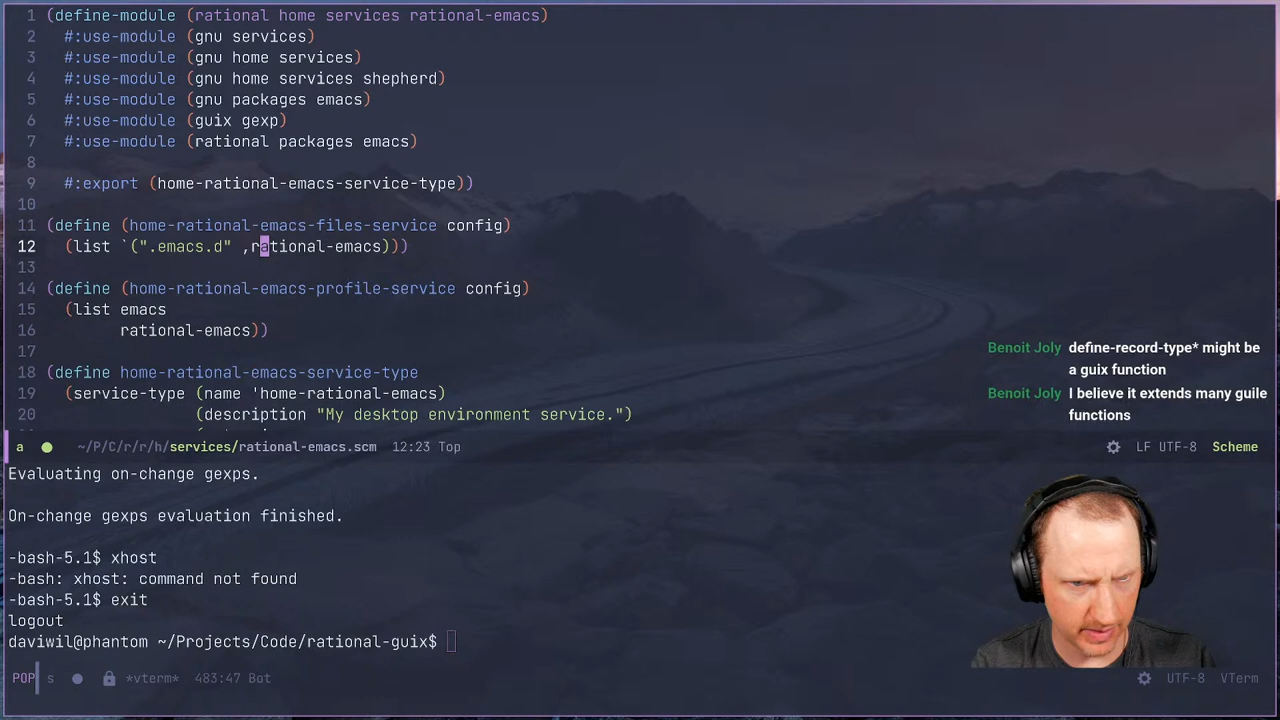 1 (define-module (rational home services rational-emacs)
2 #:use-module (gnu services)
3 #:use-module (gnu home services)
4 #:use-module (gnu home services shepherd)
5 #:use-module (gnu packages emacs)
6 #:use-module (guix gexp)
7 #:use-module (rational packages emacs)
8
9 #:export (home-rational-emacs-service-type))
10
11 (define (home-rational-emacs-files-service config)
12 (list `(".emacs.d" ,rational-emacs)))
13
14 (define (home-rational-emacs-profile-service config)
15 (list emacs
16 rational-emacs))
17
18 (define home-rational-emacs-service-type
19 (service-type (name 'home-rational-emacs)
20 (description "My desktop environment service.")
Benoit Joly define-record-type* might be
a guix function
Benoit Joly I believe it extends many guile
functions
a ~/P/C/r/r/h/services/rational-emacs.scm 12:23 Top LF UTF-8 Scheme
Evaluating on-change gexps.
On-change gexps evaluation finished.
-bash-5.1$ xhost
-bash: xhost: command not found
-bash-5.1$ exit
logout
daviwil@phantom ~/Projects/Code/rational-guix$
POP s *vterm* 483:47 Bot UTF-8 VTerm